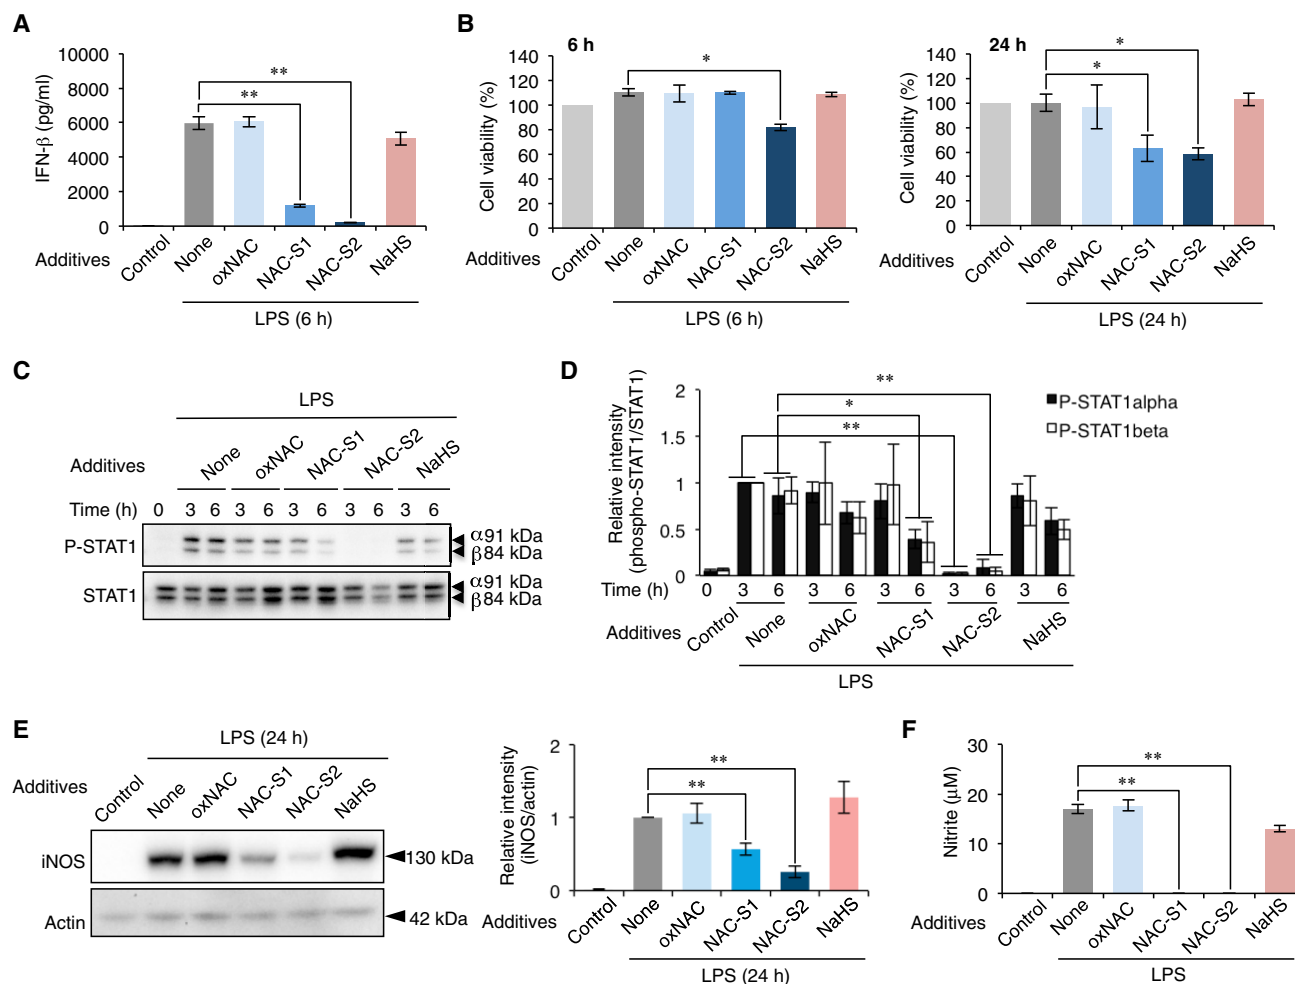 A
IFN-β (pg/ml)
10000
8000
6000
4000
2000
0
**
**
Additives
Control
None
oxNAC
NAC-S1
NAC-S2
NaHS
LPS (6 h)
B
6 h
Cell viability (%)
140
120
100
80
60
40
20
0
*
Additives
Control
None
oxNAC
NAC-S1
NAC-S2
NaHS
LPS (6 h)
24 h
Cell viability (%)
140
120
100
80
60
40
20
0
*
*
Additives
Control
None
oxNAC
NAC-S1
NAC-S2
NaHS
LPS (24 h)
C
LPS
Additives
None
oxNAC
NAC-S1
NAC-S2
NaHS
Time (h) 0 3 6 3 6 3 6 3 6 3 6
P-STAT1
α91 kDa
β84 kDa
STAT1
α91 kDa
β84 kDa
D
Relative intensity
(phospho-STAT1/STAT1)
2
1.5
1
0.5
0
**
*
**
P-STAT1alpha
P-STAT1beta
Time (h) 0 3 6 3 6 3 6 3 6 3 6
Additives
Control
None
oxNAC
NAC-S1
NAC-S2
NaHS
LPS
E
LPS (24 h)
Additives
Control
None
oxNAC
NAC-S1
NAC-S2
NaHS
iNOS
130 kDa
Actin
42 kDa
Relative intensity
(iNOS/actin)
2
1
0
**
**
Additives
Control
None
oxNAC
NAC-S1
NAC-S2
NaHS
LPS (24 h)
F
Nitrite (μM)
30
20
10
0
**
**
Additives
Control
None
oxNAC
NAC-S1
NAC-S2
NaHS
LPS